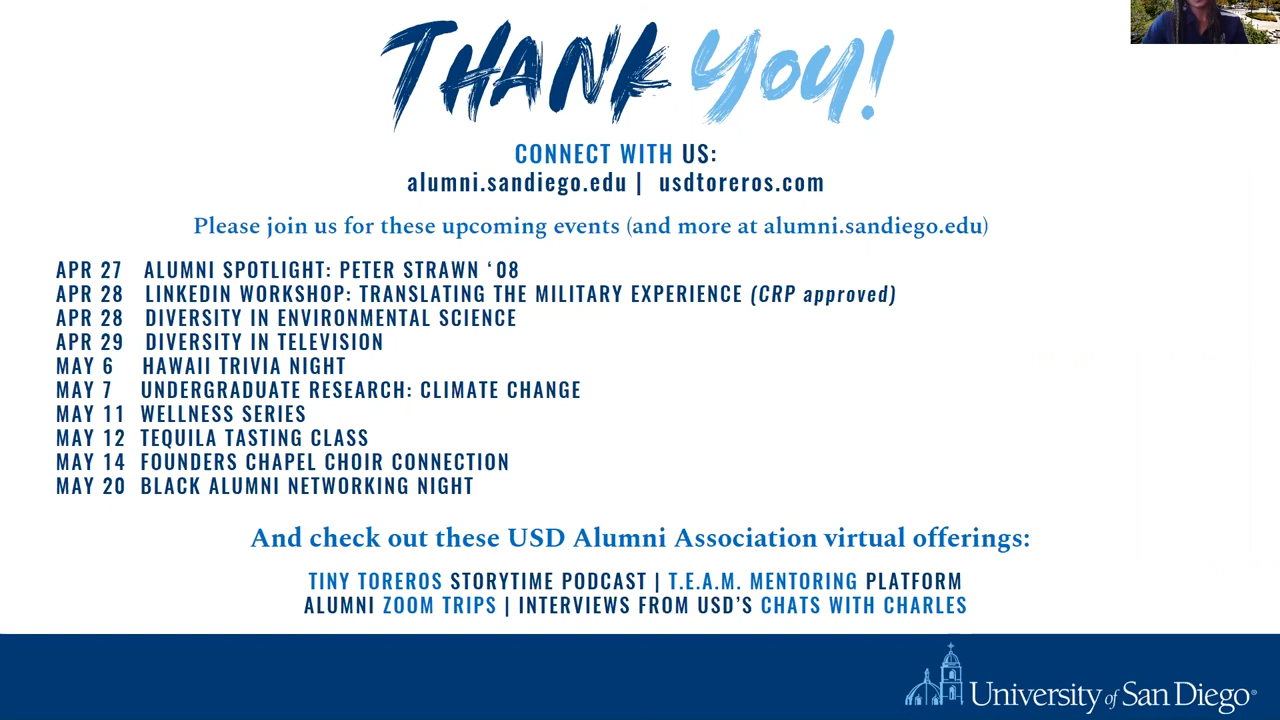 THANK YOU!
CONNECT WITH US:
alumni.sandiego.edu | usdtoreros.com
Please join us for these upcoming events (and more at alumni.sandiego.edu)
APR 27 ALUMNI SPOTLIGHT: PETER STRAWN ‘08
APR 28 LINKEDIN WORKSHOP: TRANSLATING THE MILITARY EXPERIENCE (CRP approved)
APR 28 DIVERSITY IN ENVIRONMENTAL SCIENCE
APR 29 DIVERSITY IN TELEVISION
MAY 6 HAWAII TRIVIA NIGHT
MAY 7 UNDERGRADUATE RESEARCH: CLIMATE CHANGE
MAY 11 WELLNESS SERIES
MAY 12 TEQUILA TASTING CLASS
MAY 14 FOUNDERS CHAPEL CHOIR CONNECTION
MAY 20 BLACK ALUMNI NETWORKING NIGHT
And check out these USD Alumni Association virtual offerings:
TINY TOREROS STORYTIME PODCAST | T.E.A.M. MENTORING PLATFORM
ALUMNI ZOOM TRIPS | INTERVIEWS FROM USD’S CHATS WITH CHARLES
University of San Diego®